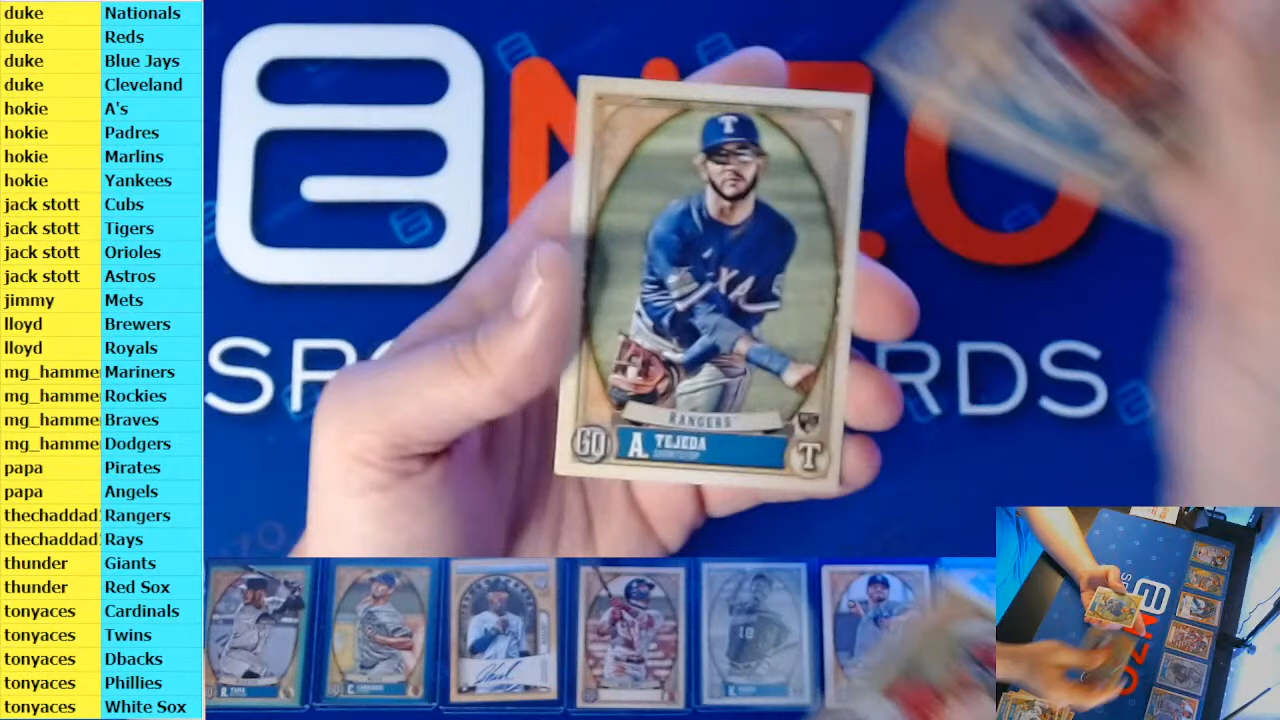 duke Nationals
duke Reds
duke Blue Jays
duke Cleveland
hokie A's
hokie Padres
hokie Marlins
hokie Yankees
jack stott Cubs
jack stott Tigers
jack stott Orioles
jack stott Astros
jimmy Mets
lloyd Brewers
lloyd Royals
mg_hamme Mariners
mg_hamme Rockies
mg_hamme Braves
mg_hamme Dodgers
papa Pirates
papa Angels
thechaddad Rangers
thechaddad Rays
thunder Giants
thunder Red Sox
tonyaces Cardinals
tonyaces Twins
tonyaces Dbacks
tonyaces Phillies
tonyaces White Sox
T
RANGERS
GQ A. TEJEDA T
SHORTSTOP
RDS